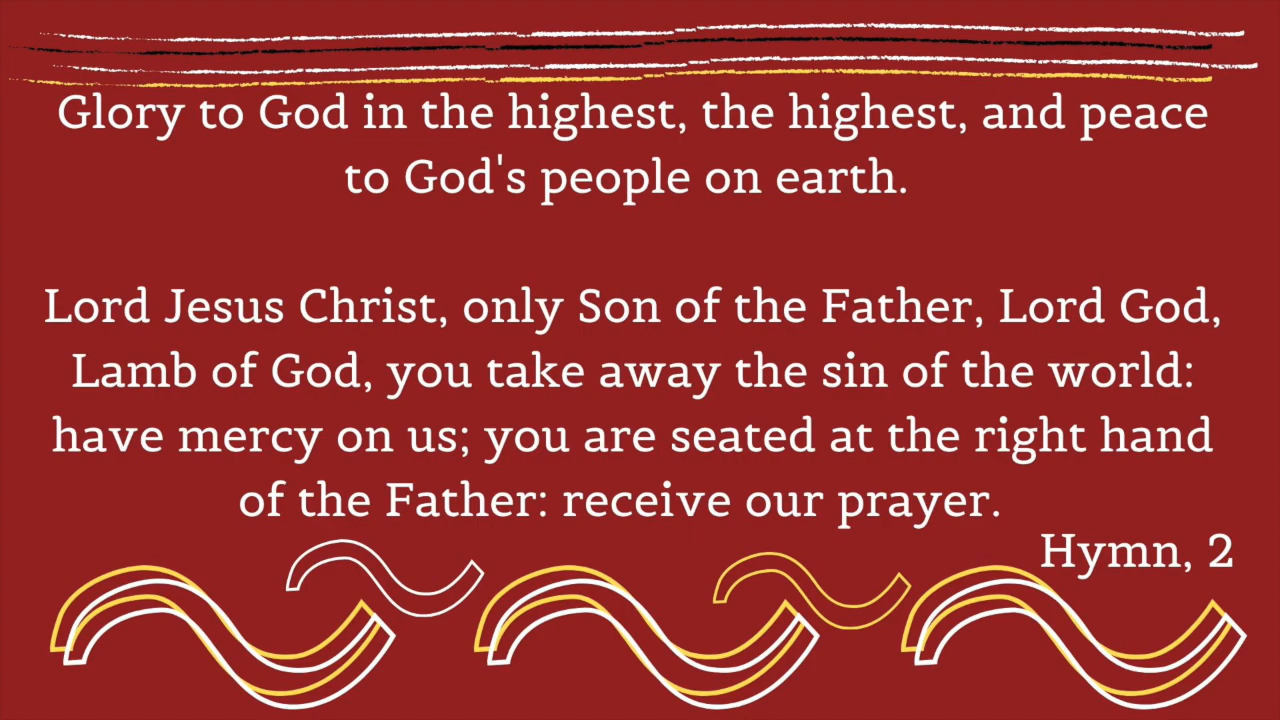 Glory to God in the highest, the highest, and peace
to God's people on earth.
Lord Jesus Christ, only Son of the Father, Lord God,
Lamb of God, you take away the sin of the world:
have mercy on us; you are seated at the right hand
of the Father: receive our prayer.
Hymn, 2